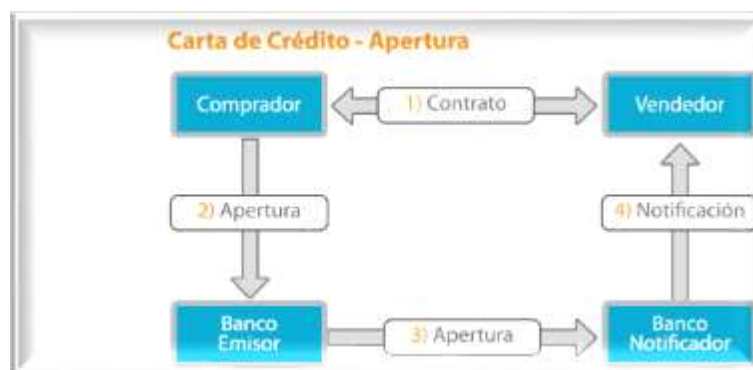 Carta de Crédito - Apertura
Comprador
1) Contrato
Vendedor
2) Apertura
4) Notificación
Banco
Emisor
3) Apertura
Banco
Notificador